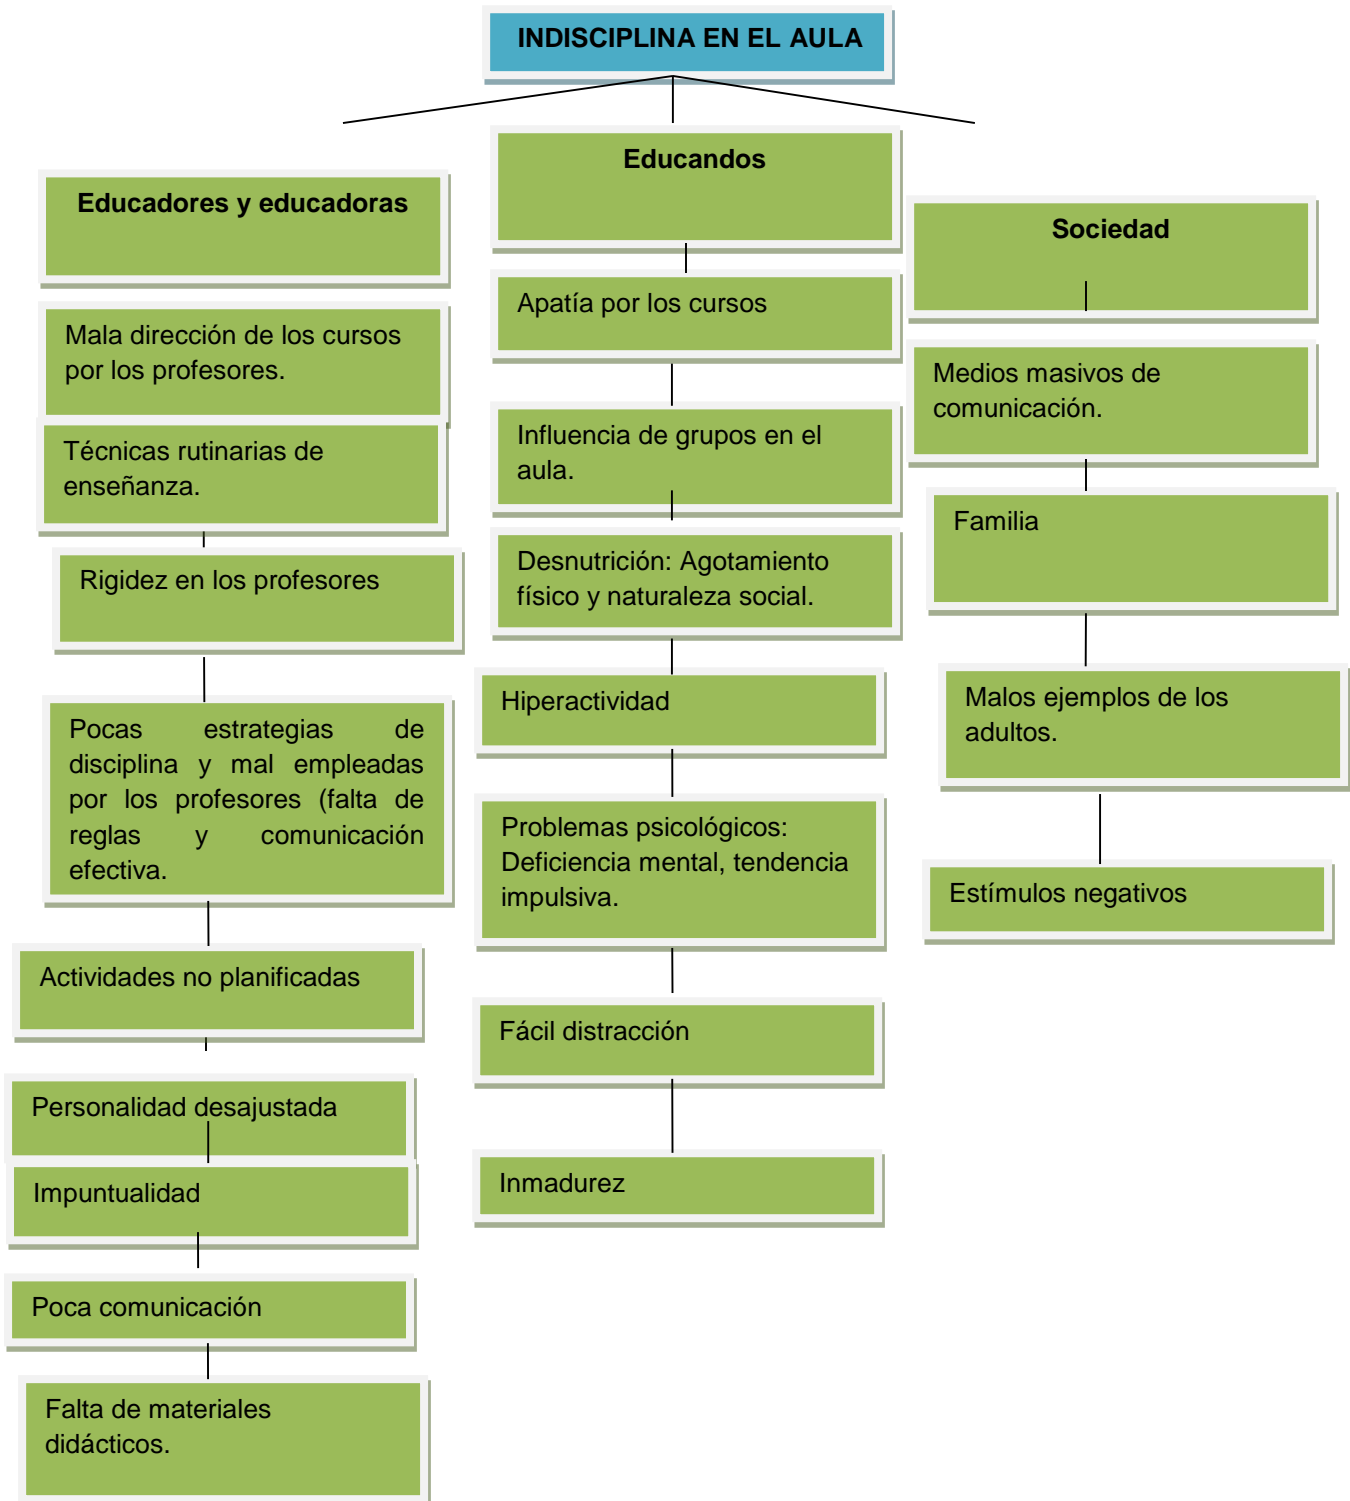 INDISCIPLINA EN EL AULA
Educadores y educadoras
Mala dirección de los cursos
por los profesores.
Técnicas rutinarias de
enseñanza.
Rigidez en los profesores
Pocas estrategias de
disciplina y mal empleadas
por los profesores (falta de
reglas y comunicación
efectiva.
Actividades no planificadas
Personalidad desajustada
Impuntualidad
Poca comunicación
Falta de materiales
didácticos.
Educandos
Apatía por los cursos
Influencia de grupos en el
aula.
Desnutrición: Agotamiento
físico y naturaleza social.
Hiperactividad
Problemas psicológicos:
Deficiencia mental, tendencia
impulsiva.
Fácil distracción
Inmadurez
Sociedad
Medios masivos de
comunicación.
Familia
Malos ejemplos de los
adultos.
Estímulos negativos